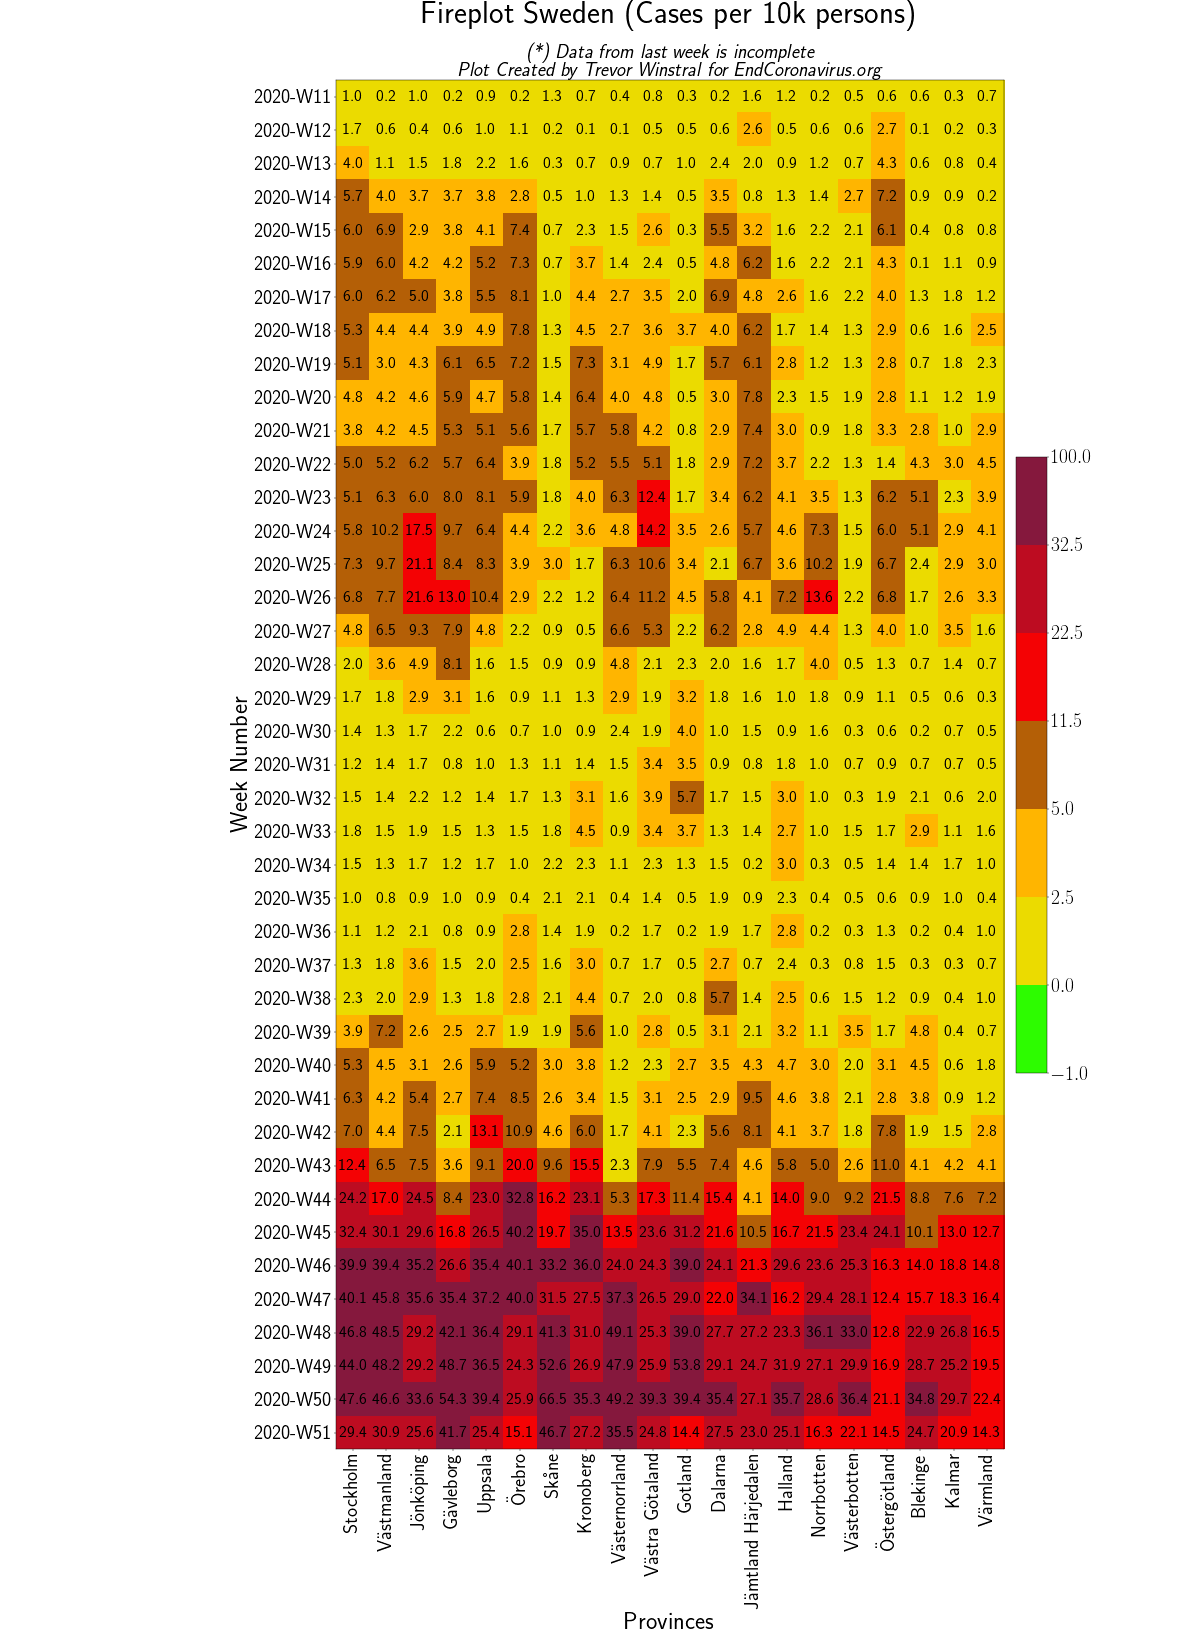 Fireplot Sweden (Cases per 10k persons)
(*) Data from last week is incomplete
Plot Created by Trevor Winstral for EndCoronavirus.org
2020-W11 1.0 0.2 1.0 0.2 0.9 0.2 1.3 0.7 0.4 0.8 0.3 0.2 1.6 1.2 0.2 0.5 0.6 0.6 0.3 0.7
2020-W12 1.7 0.6 0.4 0.6 1.0 1.1 0.2 0.1 0.1 0.5 0.5 0.6 2.6 0.5 0.6 0.6 2.7 0.1 0.2 0.3
2020-W13 4.0 1.1 1.5 1.8 2.2 1.6 0.3 0.7 0.9 0.7 1.0 2.4 2.0 0.9 1.2 0.7 4.3 0.6 0.8 0.4
2020-W14 5.7 4.0 3.7 3.7 3.8 2.8 0.5 1.0 1.3 1.4 0.5 3.5 0.8 1.3 1.4 2.7 7.2 0.9 0.9 0.2
2020-W15 6.0 6.9 2.9 3.8 4.1 7.4 0.7 2.3 1.5 2.6 0.3 5.5 3.2 1.6 2.2 2.1 6.1 0.4 0.8 0.8
2020-W16 5.9 6.0 4.2 4.2 5.2 7.3 0.7 3.7 1.4 2.4 0.5 4.8 6.2 1.6 2.2 2.1 4.3 0.1 1.1 0.9
2020-W17 6.0 6.2 5.0 3.8 5.5 8.1 1.0 4.4 2.7 3.5 2.0 6.9 4.8 2.6 1.6 2.2 4.0 1.3 1.8 1.2
2020-W18 5.3 4.4 4.4 3.9 4.9 7.8 1.3 4.5 2.7 3.6 3.7 4.0 6.2 1.7 1.4 1.3 2.9 0.6 1.6 2.5
2020-W19 5.1 3.0 4.3 6.1 6.5 7.2 1.5 7.3 3.1 4.9 1.7 5.7 6.1 2.8 1.2 1.3 2.8 0.7 1.8 2.3
2020-W20 4.8 4.2 4.6 5.9 4.7 5.8 1.4 6.4 4.0 4.8 0.5 3.0 7.8 2.3 1.5 1.9 2.8 1.1 1.2 1.9
2020-W21 3.8 4.2 4.5 5.3 5.1 5.6 1.7 5.7 5.8 4.2 0.8 2.9 7.4 3.0 0.9 1.8 3.3 2.8 1.0 2.9
2020-W22 5.0 5.2 6.2 5.7 6.4 3.9 1.8 5.2 5.5 5.1 1.8 2.9 7.2 3.7 2.2 1.3 1.4 4.3 3.0 4.5
2020-W23 5.1 6.3 6.0 8.0 8.1 5.9 1.8 4.0 6.3 12.4 1.7 3.4 6.2 4.1 3.5 1.3 6.2 5.1 2.3 3.9
2020-W24 5.8 10.2 17.5 9.7 6.4 4.4 2.2 3.6 4.8 14.2 3.5 2.6 5.7 4.6 7.3 1.5 6.0 5.1 2.9 4.1
2020-W25 7.3 9.7 21.1 8.4 8.3 3.9 3.0 1.7 6.3 10.6 3.4 2.1 6.7 3.6 10.2 1.9 6.7 2.4 2.9 3.0
2020-W26 6.8 7.7 21.6 13.0 10.4 2.9 2.2 1.2 6.4 11.2 4.5 5.8 4.1 7.2 13.6 2.2 6.8 1.7 2.6 3.3
2020-W27 4.8 6.5 9.3 7.9 4.8 2.2 0.9 0.5 6.6 5.3 2.2 6.2 2.8 4.9 4.4 1.3 4.0 1.0 3.5 1.6
2020-W28 2.0 3.6 4.9 8.1 1.6 1.5 0.9 0.9 4.8 2.1 2.3 2.0 1.6 1.7 4.0 0.5 1.3 0.7 1.4 0.7
2020-W29 1.7 1.8 2.9 3.1 1.6 0.9 1.1 1.3 2.9 1.9 3.2 1.8 1.6 1.0 1.8 0.9 1.1 0.5 0.6 0.3
2020-W30 1.4 1.3 1.7 2.2 0.6 0.7 1.0 0.9 2.4 1.9 4.0 1.0 1.5 0.9 1.6 0.3 0.6 0.2 0.7 0.5
2020-W31 1.2 1.4 1.7 0.8 1.0 1.3 1.1 1.4 1.5 3.4 3.5 0.9 0.8 1.8 1.0 0.7 0.9 0.7 0.7 0.5
2020-W32 1.5 1.4 2.2 1.2 1.4 1.7 1.3 3.1 1.6 3.9 5.7 1.7 1.5 3.0 1.0 0.3 1.9 2.1 0.6 2.0
2020-W33 1.8 1.5 1.9 1.5 1.3 1.5 1.8 4.5 0.9 3.4 3.7 1.3 1.4 2.7 1.0 1.5 1.7 2.9 1.1 1.6
2020-W34 1.5 1.3 1.7 1.2 1.7 1.0 2.2 2.3 1.1 2.3 1.3 1.5 0.2 3.0 0.3 0.5 1.4 1.4 1.7 1.0
2020-W35 1.0 0.8 0.9 1.0 0.9 0.4 2.1 2.1 0.4 1.4 0.5 1.9 0.9 2.3 0.4 0.5 0.6 0.9 1.0 0.4
2020-W36 1.1 1.2 2.1 0.8 0.9 2.8 1.4 1.9 0.2 1.7 0.2 1.9 1.7 2.8 0.2 0.3 1.3 0.2 0.4 1.0
2020-W37 1.3 1.8 3.6 1.5 2.0 2.5 1.6 3.0 0.7 1.7 0.5 2.7 0.7 2.4 0.3 0.8 1.5 0.3 0.3 0.7
2020-W38 2.3 2.0 2.9 1.3 1.8 2.8 2.1 4.4 0.7 2.0 0.8 5.7 1.4 2.5 0.6 1.5 1.2 0.9 0.4 1.0
2020-W39 3.9 7.2 2.6 2.5 2.7 1.9 1.9 5.6 1.0 2.8 0.5 3.1 2.1 3.2 1.1 3.5 1.7 4.8 0.4 0.7
2020-W40 5.3 4.5 3.1 2.6 5.9 5.2 3.0 3.8 1.2 2.3 2.7 3.5 4.3 4.7 3.0 2.0 3.1 4.5 0.6 1.8
2020-W41 6.3 4.2 5.4 2.7 7.4 8.5 2.6 3.4 1.5 3.1 2.5 2.9 9.5 4.6 3.8 2.1 2.8 3.8 0.9 1.2
2020-W42 7.0 4.4 7.5 2.1 13.1 10.9 4.6 6.0 1.7 4.1 2.3 5.6 8.1 4.1 3.7 1.8 7.8 1.9 1.5 2.8
2020-W43 12.4 6.5 7.5 3.6 9.1 20.0 9.6 15.5 2.3 7.9 5.5 7.4 4.6 5.8 5.0 2.6 11.0 4.1 4.2 4.1
2020-W44 24.2 17.0 24.5 8.4 23.0 32.8 16.2 23.1 5.3 17.3 11.4 15.4 4.1 14.0 9.0 9.2 21.5 8.8 7.6 7.2
2020-W45 32.4 30.1 29.6 16.8 26.5 40.2 19.7 35.0 13.5 23.6 31.2 21.6 10.5 16.7 21.5 23.4 24.1 10.1 13.0 12.7
2020-W46 39.9 39.4 35.2 26.6 35.4 40.1 33.2 36.0 24.0 24.3 39.0 24.1 21.3 29.6 23.6 25.3 16.3 14.0 18.8 14.8
2020-W47 40.1 45.8 35.6 35.4 37.2 40.0 31.5 27.5 37.3 26.5 29.0 22.0 34.1 16.2 29.4 28.1 12.4 15.7 18.3 16.4
2020-W48 46.8 48.5 29.2 42.1 36.4 29.1 41.3 31.0 49.1 25.3 39.0 27.7 27.2 23.3 36.1 33.0 12.8 22.9 26.8 16.5
2020-W49 44.0 48.2 29.2 48.7 36.5 24.3 52.6 26.9 47.9 25.9 53.8 29.1 24.7 31.9 27.1 29.9 16.9 28.7 25.2 19.5
2020-W50 47.6 46.6 33.6 54.3 39.4 25.9 66.5 35.3 49.2 39.3 39.4 35.4 27.1 35.7 28.6 36.4 21.1 34.8 29.7 22.4
2020-W51 29.4 30.9 25.6 41.7 25.4 15.1 46.7 27.2 35.5 24.8 14.4 27.5 23.0 25.1 16.3 22.1 14.5 24.7 20.9 14.3
Week Number
Stockholm
Västmanland
Jönköping
Gävleborg
Uppsala
Örebro
Skåne
Kronoberg
Västernorrland
Västra Götaland
Gotland
Dalarna
Jämtland Härjedalen
Halland
Norrbotten
Västerbotten
Östergötland
Blekinge
Kalmar
Värmland
Provinces
100.0
32.5
22.5
11.5
5.0
2.5
0.0
−1.0